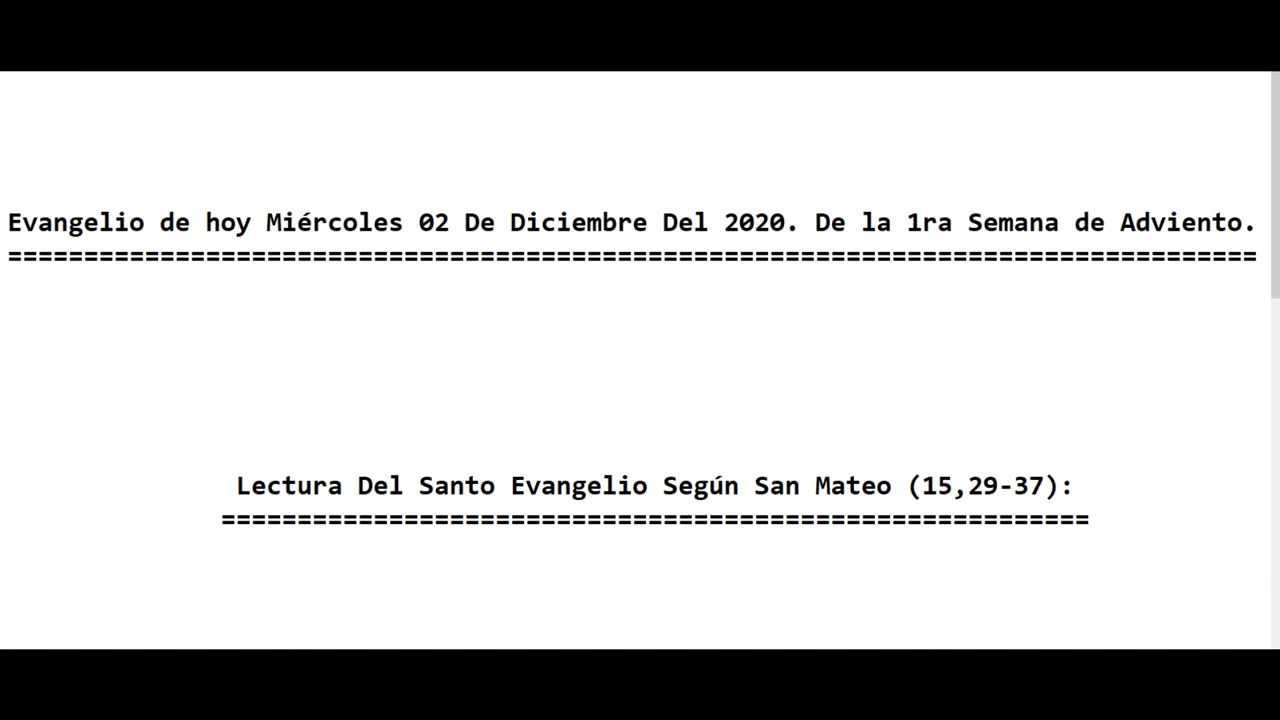 Evangelio de hoy Miércoles 02 De Diciembre Del 2020. De la 1ra Semana de Adviento.
==================================================================================
Lectura Del Santo Evangelio Según San Mateo (15,29-37):
=========================================================